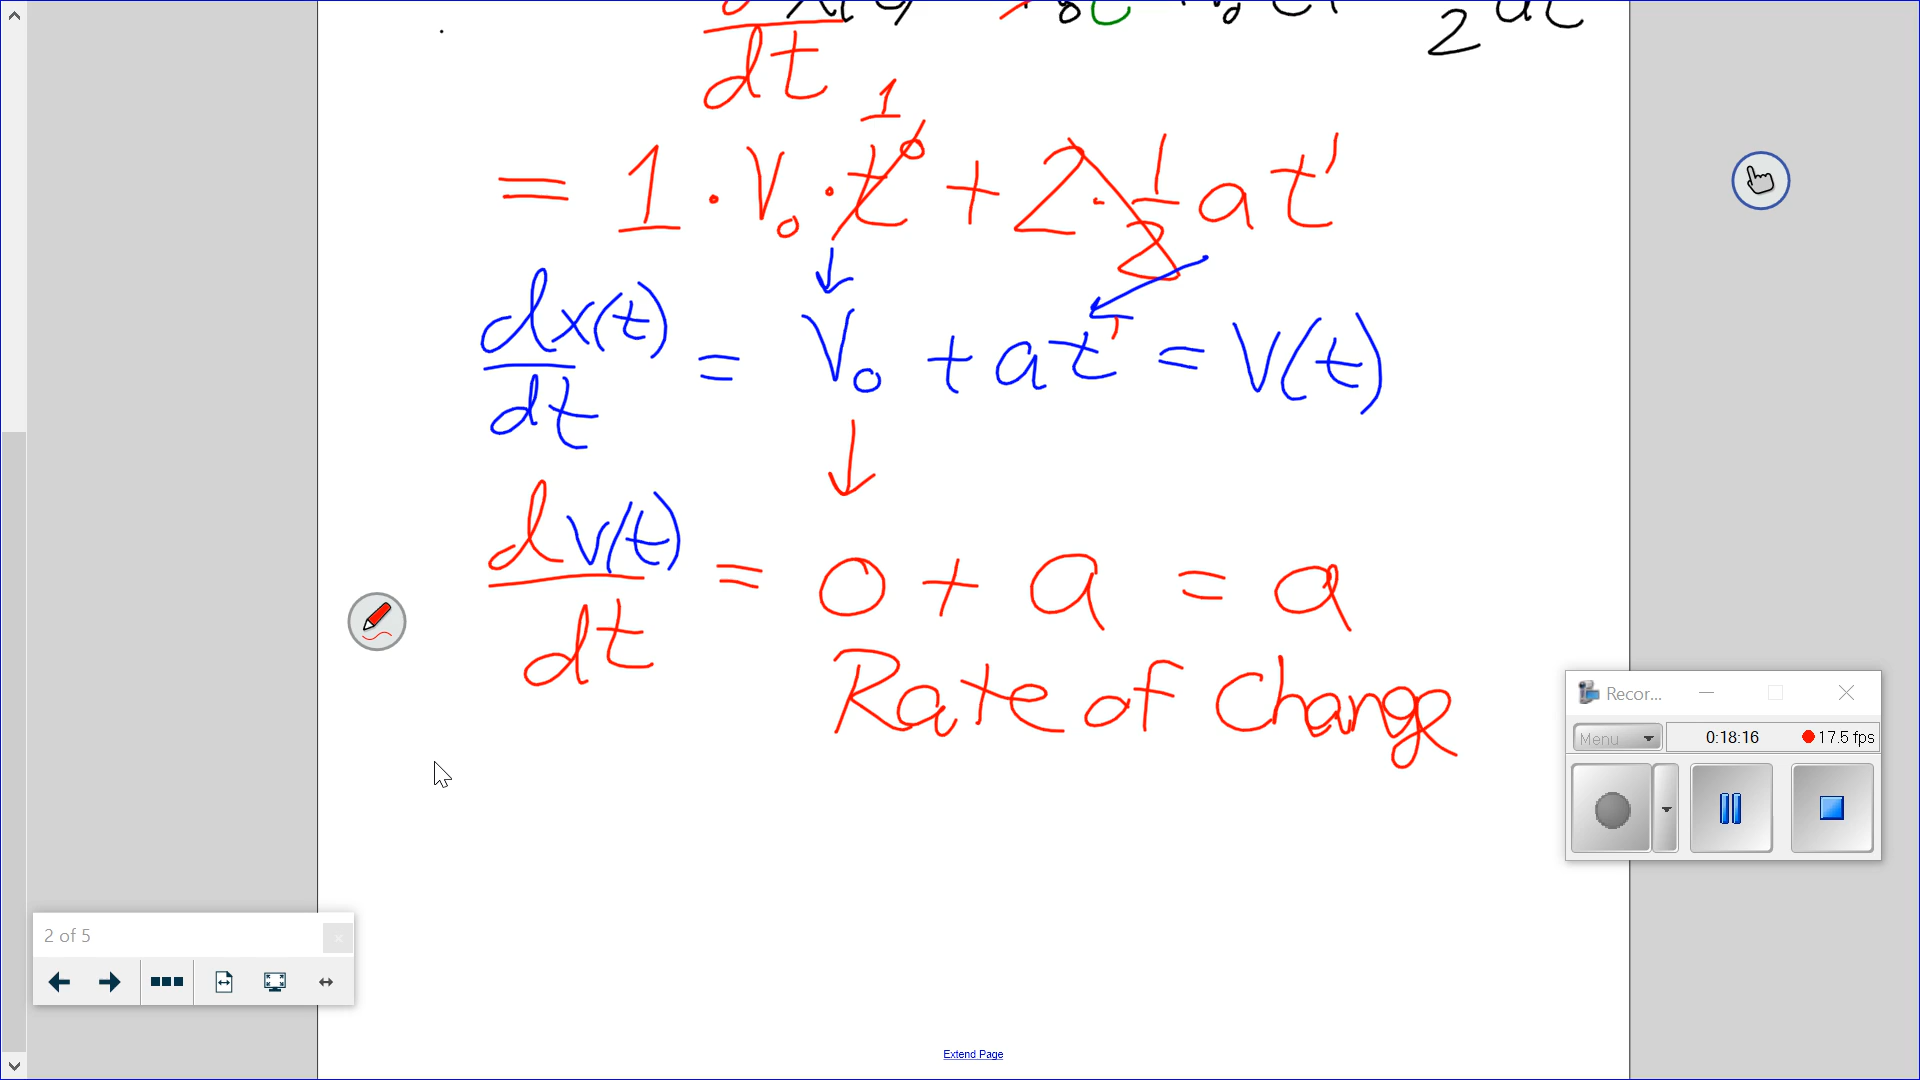 dt
1
= 1 · V₀ · t⁰ + 2 · 1/2 a t¹
dx(t)/dt = V₀ + at¹ = V(t)
dv(t)/dt = 0 + a = a
Rate of Change
Recor...
Menu 0:18:16 17.5 fps
2 of 5
Extend Page